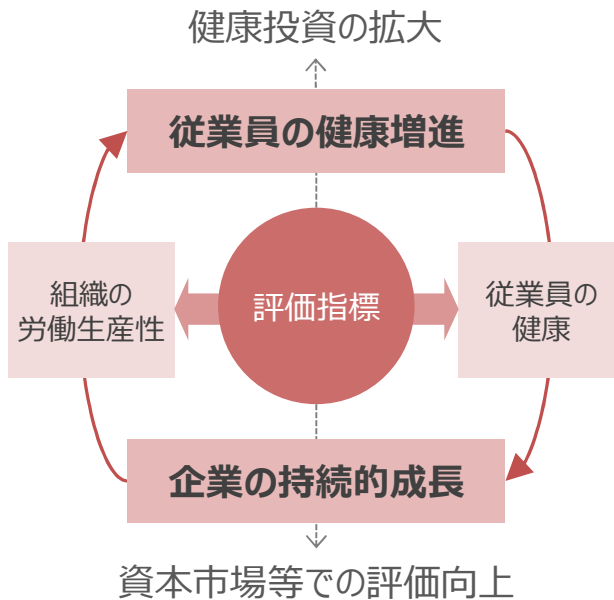 健康投資の拡大
従業員の健康増進
組織の
労働生産性
評価指標
従業員の
健康
企業の持続的成長
資本市場等での評価向上